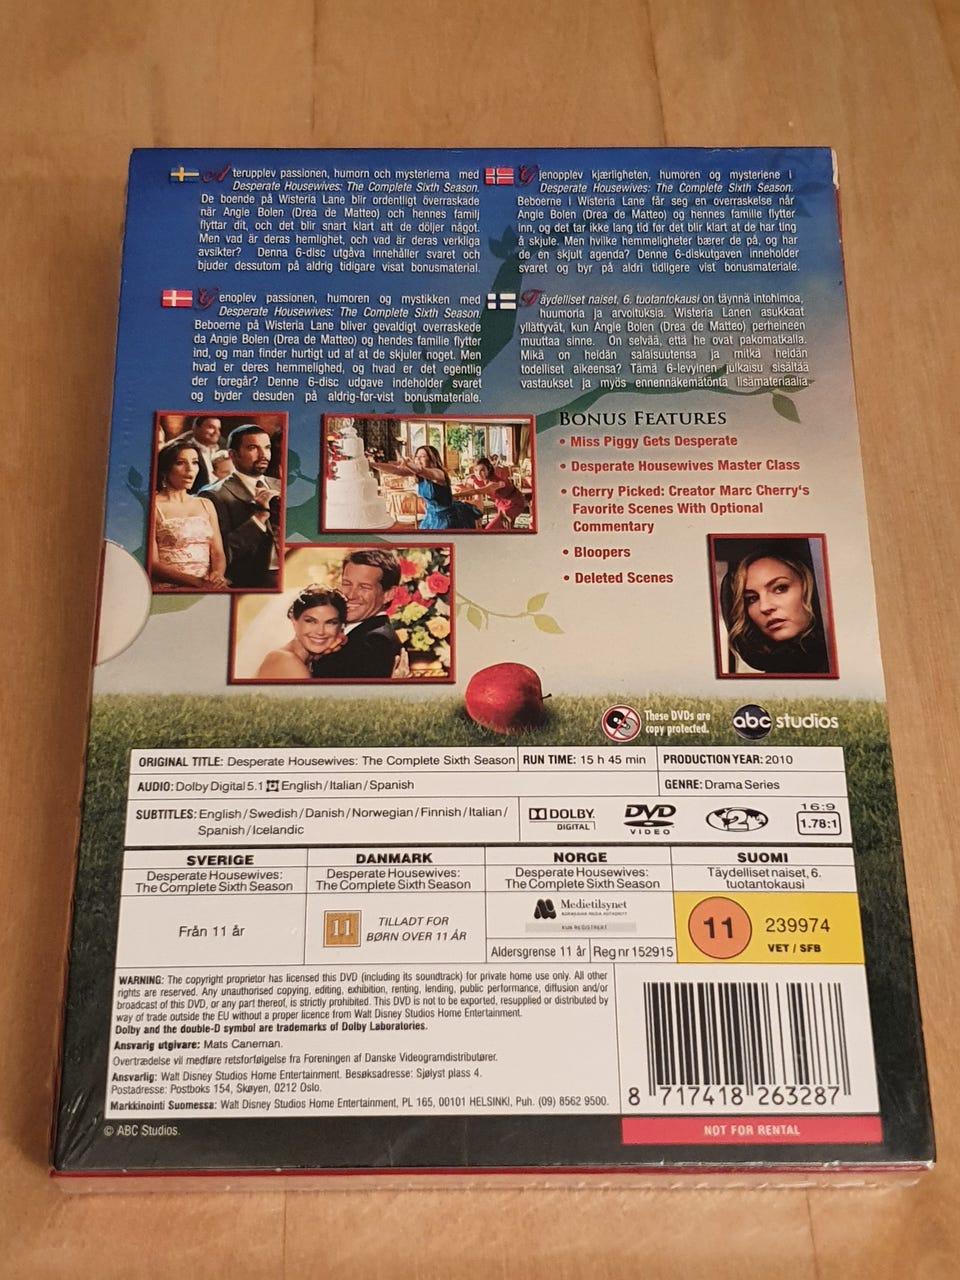 Återupplev passionen, humorn och mysterierna med
Desperate Housewives: The Complete Sixth Season.
De boende på Wisteria Lane blir ordentligt överraskade
när Angie Bolen (Drea de Matteo) och hennes familj
flyttar dit, och det blir snart klart att de döljer något.
Men vad är deras hemlighet, och vad är deras verkliga
avsikter? Denna 6-disc utgåva innehåller svaret och
bjuder dessutom på aldrig tidigare visat bonusmaterial.
Gjenopplev kjærligheten, humoren og mysteriene i
Desperate Housewives: The Complete Sixth Season.
Beboerne i Wisteria Lane får seg en overraskelse når
Angie Bolen (Drea de Matteo) og hennes famille flytter
inn, og det tar ikke lang tid før det blir klart at de har ting
å skjule. Men hvilke hemmeligheter bærer de på, og har
de en skjult agenda? Denne 6-diskutgaven inneholder
svaret og byr på aldri tidligere vist bonusmateriale.
Genoplev passionen, humoren og mystikken med
Desperate Housewives: The Complete Sixth Season.
Beboerne på Wisteria Lane bliver gevaldigt overraskede
da Angie Bolen (Drea de Matteo) og hendes familie flytter
ind, og man finder hurtigt ud af at de skjuler noget. Men
hvad er deres hemmelighed, og hvad er det egentlig
der foregår? Denne 6-disc udgave indeholder svaret
og byder desuden på aldrig-før-vist bonusmateriale.
Täydelliset naiset, 6. tuotantokausi on täynnä intohimoa,
huumoria ja arvoituksia. Wisteria Lanen asukkaat
yllättyvät, kun Angie Bolen (Drea de Matteo) perheineen
muuttaa sinne. On selvää, että he ovat pakomatkalla.
Mikä on heidän salaisuutensa ja mitkä heidän
todelliset aikeensa? Tämä 6-levyinen julkaisu sisältää
vastaukset ja myös ennennäkemätöntä lisämateriaalia.
BONUS FEATURES
• Miss Piggy Gets Desperate
• Desperate Housewives Master Class
• Cherry Picked: Creator Marc Cherry's
Favorite Scenes With Optional
Commentary
• Bloopers
• Deleted Scenes
These DVDs are
copy protected.
abc studios
ORIGINAL TITLE: Desperate Housewives: The Complete Sixth Season
RUN TIME: 15 h 45 min
PRODUCTION YEAR: 2010
AUDIO: Dolby Digital 5.1 English/Italian/Spanish
GENRE: Drama Series
SUBTITLES: English/Swedish/Danish/Norwegian/Finnish/Italian/
Spanish/Icelandic
DOLBY
DIGITAL
DVD
VIDEO
2
16:9
1.78:1
SVERIGE
DANMARK
NORGE
SUOMI
Desperate Housewives:
The Complete Sixth Season
Desperate Housewives:
The Complete Sixth Season
Desperate Housewives:
The Complete Sixth Season
Täydelliset naiset, 6.
tuotantokausi
Från 11 år
11
TILLADT FOR
BØRN OVER 11 ÅR
Medietilsynet
NORWEGIAN MEDIA AUTHORITY
KUN REGISTRERT
Aldersgrense 11 år
Reg nr 152915
11
239974
VET / SFB
WARNING: The copyright proprietor has licensed this DVD (including its soundtrack) for private home use only. All other
rights are reserved. Any unauthorised copying, editing, exhibition, renting, lending, public performance, diffusion and/or
broadcast of this DVD, or any part thereof, is strictly prohibited. This DVD is not to be exported, resupplied or distributed by
way of trade outside the EU without a proper licence from Walt Disney Studios Home Entertainment.
Dolby and the double-D symbol are trademarks of Dolby Laboratories.
Ansvarig utgivare: Mats Caneman.
Overtrædelse vil medføre retsforfølgelse fra Foreningen af Danske Videogramdistributører.
Ansvarlig: Walt Disney Studios Home Entertainment. Besøksadresse: Sjølyst plass 4.
Postadresse: Postboks 154, Skøyen, 0212 Oslo.
Markkinointi Suomessa: Walt Disney Studios Home Entertainment, PL 165, 00101 HELSINKI, Puh. (09) 8562 9500.
8 717418 263287
NOT FOR RENTAL
© ABC Studios.